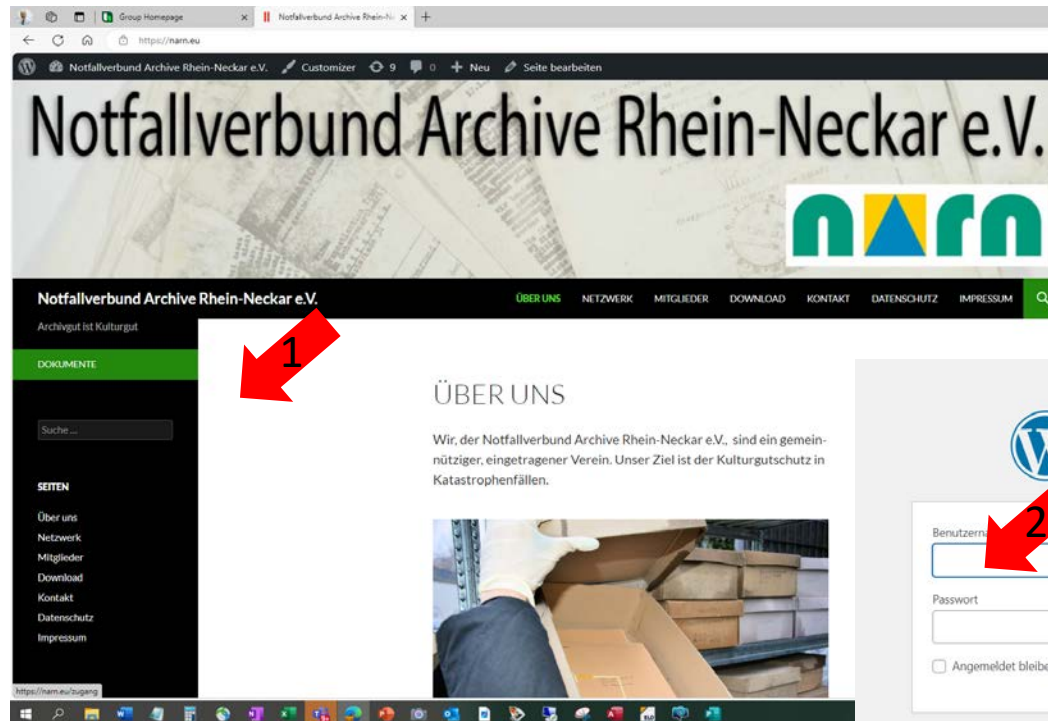 Group Homepage
Notfallverbund Archive Rhein-Ne
https://narn.eu
Notfallverbund Archive Rhein-Neckar e.V. Customizer 9 0 Neu Seite bearbeiten
Notfallverbund Archive Rhein-Neckar e.V.
narn
Notfallverbund Archive Rhein-Neckar e.V.
ÜBER UNS NETZWERK MITGLIEDER DOWNLOAD KONTAKT DATENSCHUTZ IMPRESSUM
Archivgut ist Kulturgut
1
DOKUMENTE
ÜBER UNS
Suche ...
Wir, der Notfallverbund Archive Rhein-Neckar e.V., sind ein gemein-
nütziger, eingetragener Verein. Unser Ziel ist der Kulturgutschutz in
Katastrophenfällen.
SEITEN
Über uns
Netzwerk
Mitglieder
Download
Kontakt
Datenschutz
Impressum
2
Benutzerna
Passwort
Angemeldet bleibe
https://narn.eu/zugang